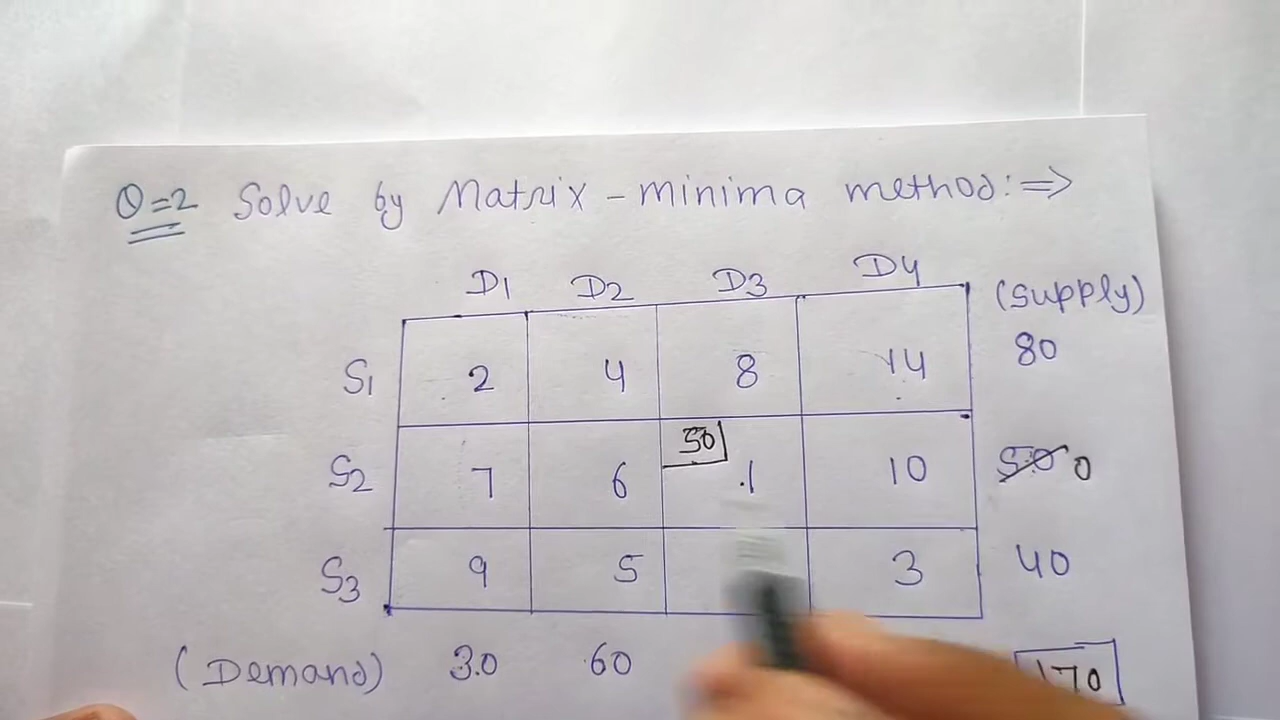 Q=2 Solve by Matrix - minima method:⇒
D1 D2 D3 D4 (Supply)
S1 2 4 8 14 80
50
S2 7 6 1 10 50 0
S3 9 5 3 40
(Demand) 30 60 170